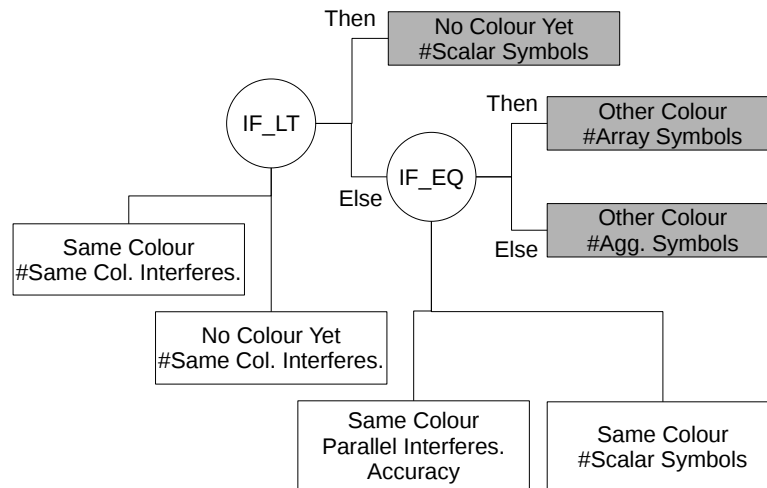 Then
No Colour Yet
#Scalar Symbols
IF_LT
Else
IF_EQ
Then
Other Colour
#Array Symbols
Else
Other Colour
#Agg. Symbols
Same Colour
#Same Col. Interferes.
No Colour Yet
#Same Col. Interferes.
Same Colour
Parallel Interferes.
Accuracy
Same Colour
#Scalar Symbols